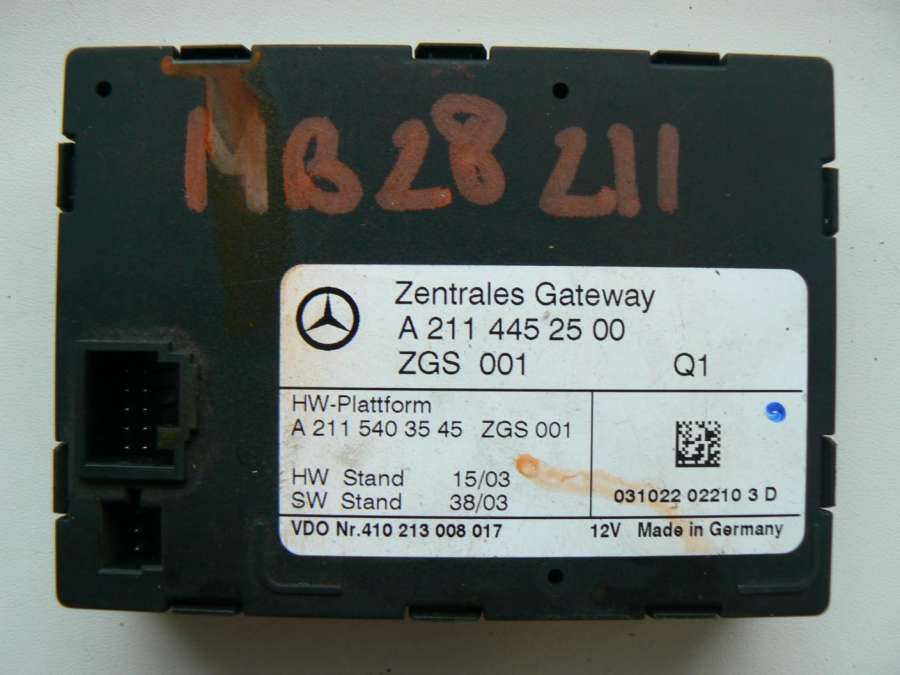 MB28 211
Zentrales Gateway
A 211 445 25 00
ZGS 001 Q1
HW-Plattform
A 211 540 35 45 ZGS 001
HW Stand 15/03
SW Stand 38/03
031022 02210 3 D
VDO Nr.410 213 008 017 12V Made in Germany